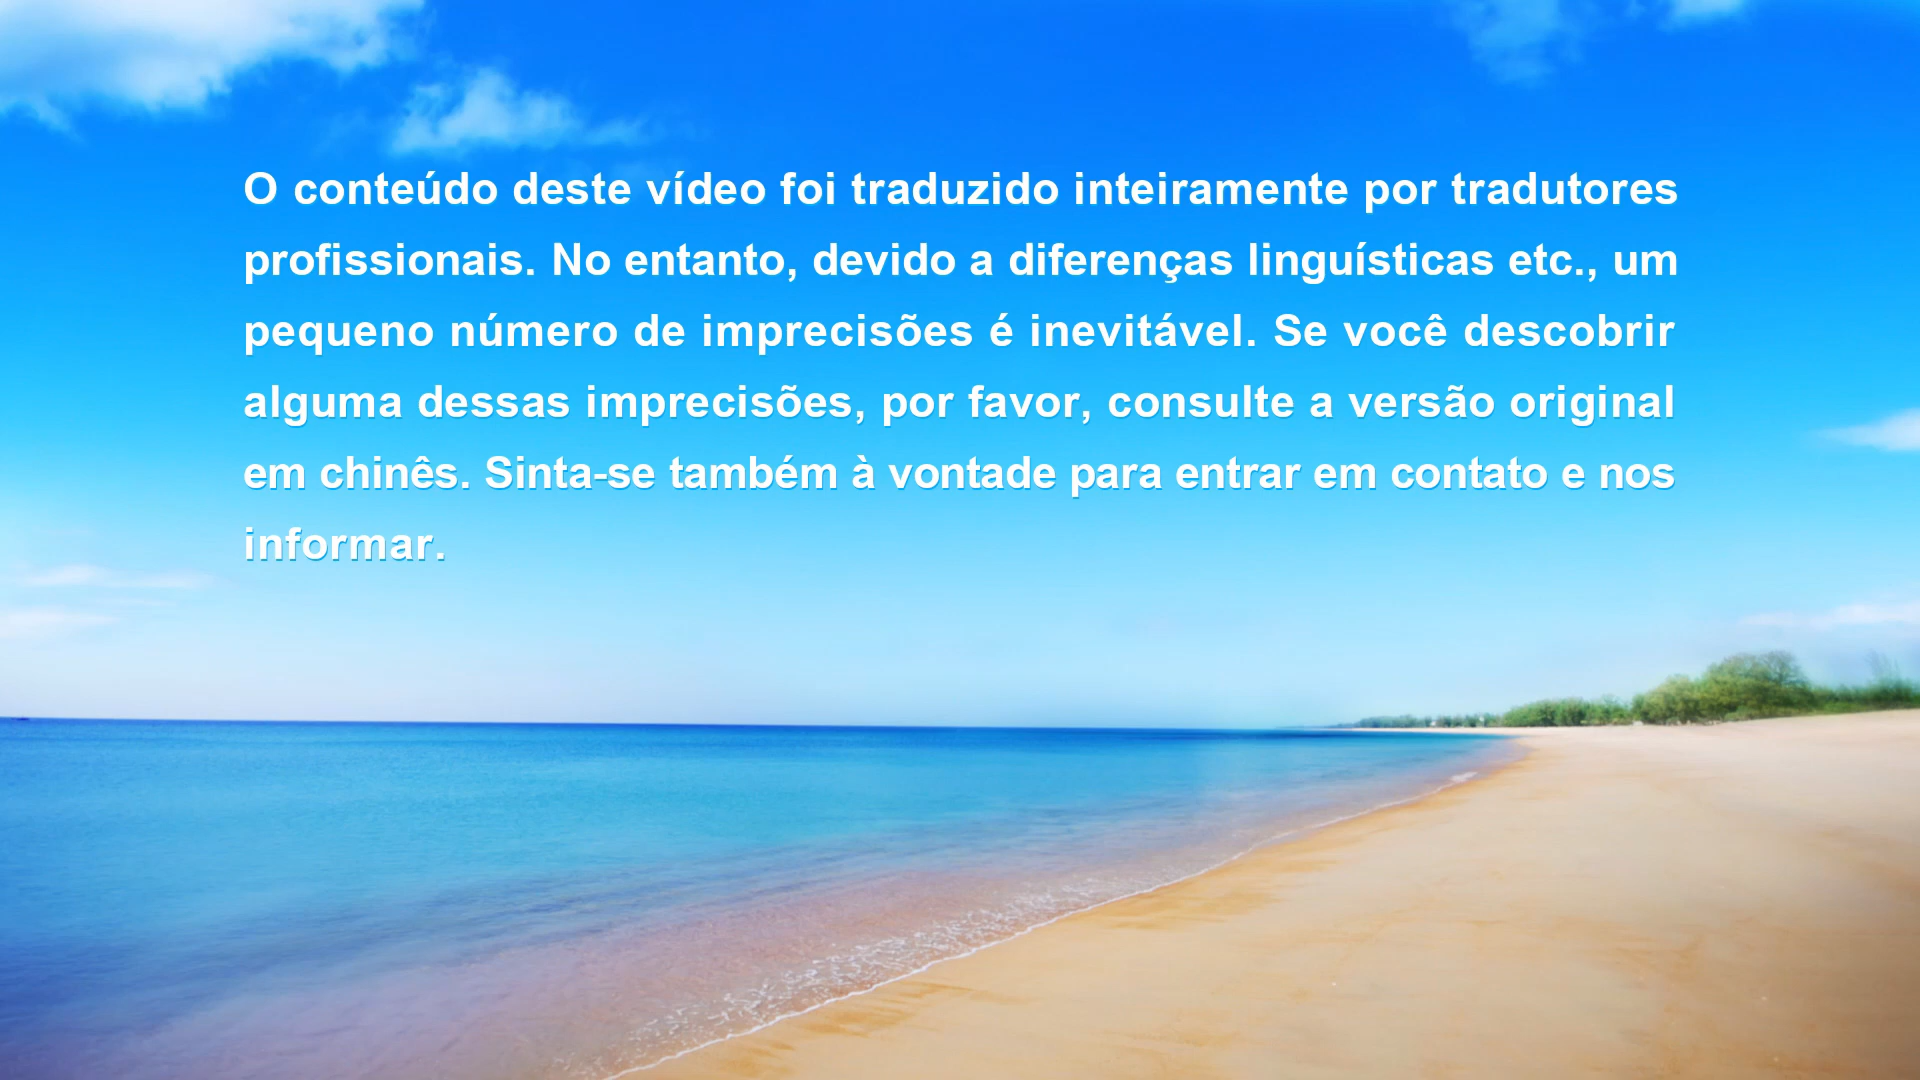 O conteúdo deste vídeo foi traduzido inteiramente por tradutores
profissionais. No entanto, devido a diferenças linguísticas etc., um
pequeno número de imprecisões é inevitável. Se você descobrir
alguma dessas imprecisões, por favor, consulte a versão original
em chinês. Sinta-se também à vontade para entrar em contato e nos
informar.